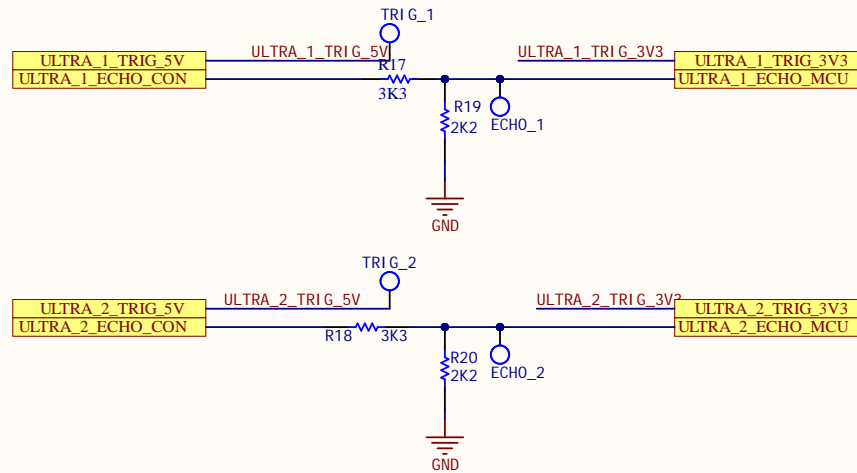 TRIG_1
ULTRA_1_TRIG_5V ULTRA_1_TRIG_5V ULTRA_1_TRIG_3V3 ULTRA_1_TRIG_3V3
ULTRA_1_ECHO_CON R17 ULTRA_1_ECHO_MCU
3K3
R19
2K2
ECHO_1
GND
TRIG_2
ULTRA_2_TRIG_5V ULTRA_2_TRIG_5V ULTRA_2_TRIG_3V3 ULTRA_2_TRIG_3V3
ULTRA_2_ECHO_CON ULTRA_2_ECHO_MCU
R18 3K3
R20
2K2
ECHO_2
GND